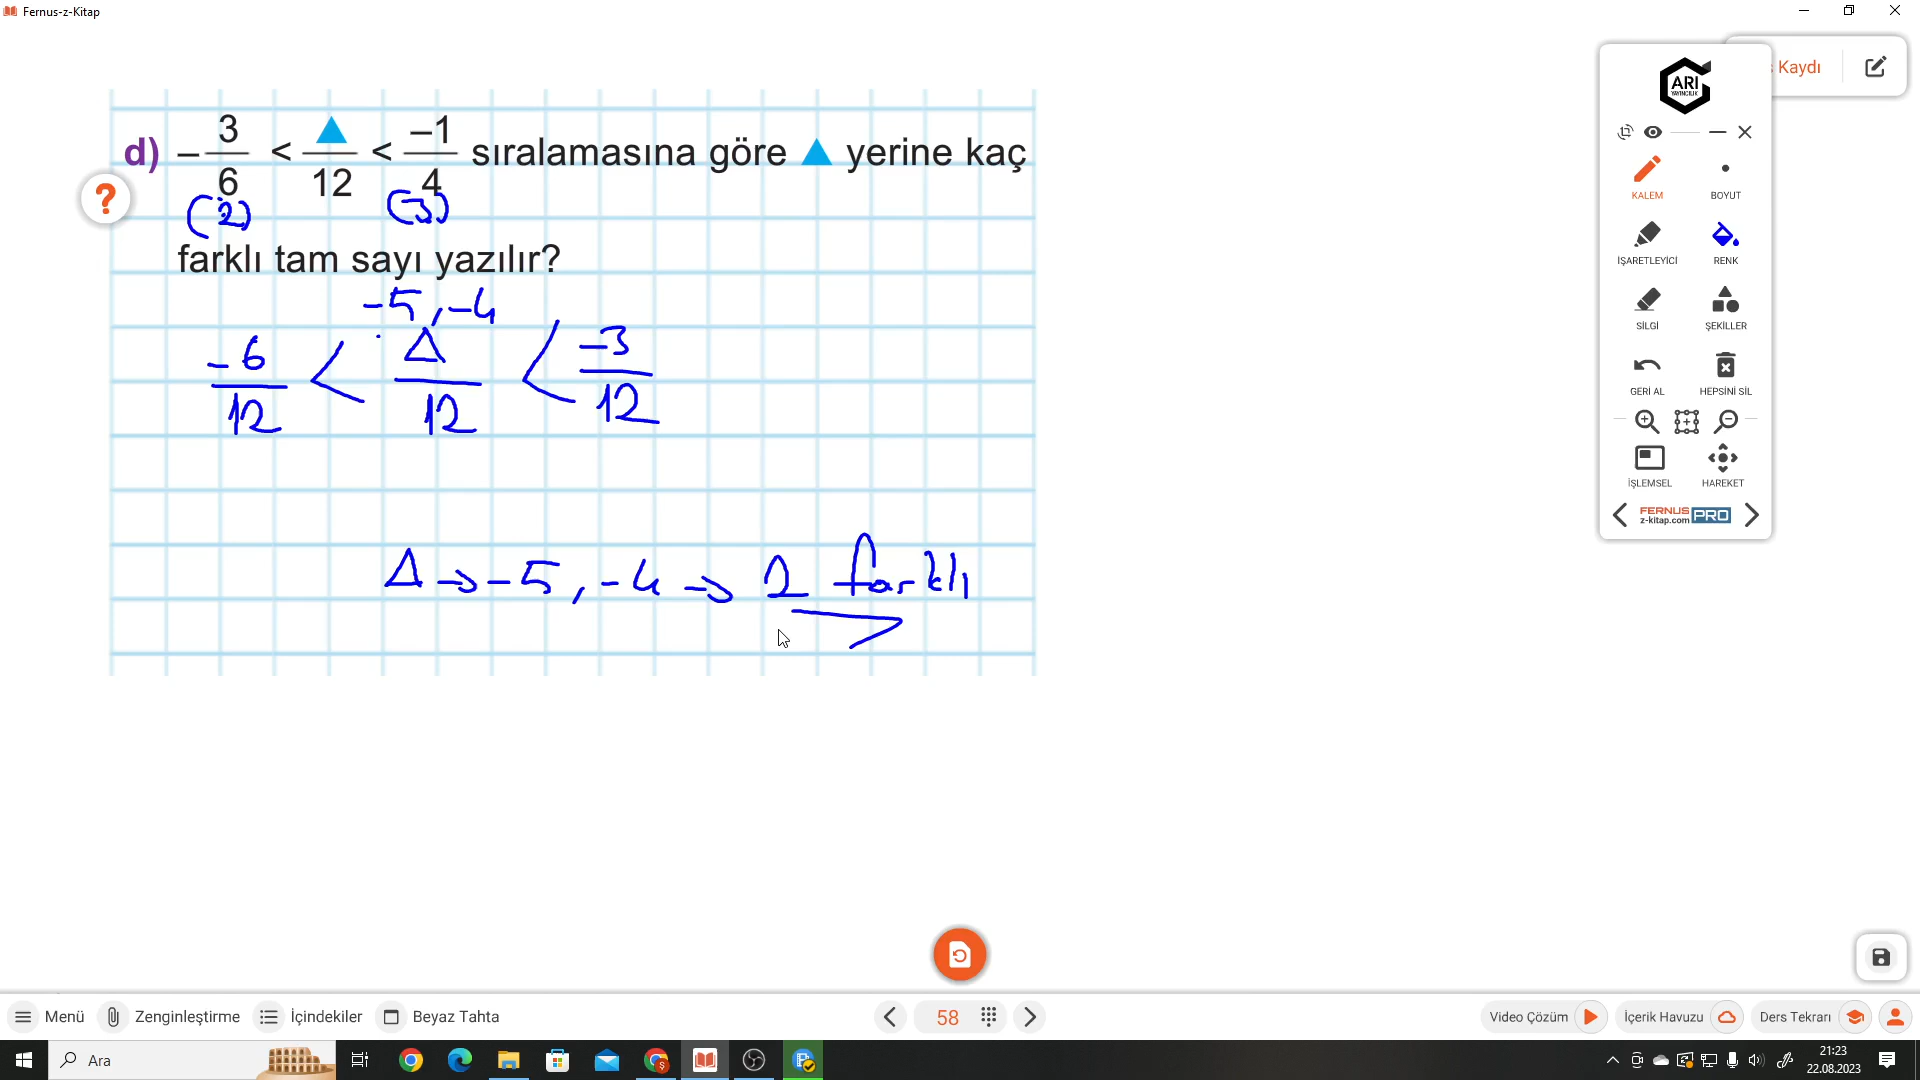 Fernus-z-Kitap
Kaydı
ARI
YAYINCILIK
d) –3/6 < ▲/12 < –1/4 sıralamasına göre ▲ yerine kaç
(2) (3)
farklı tam sayı yazılır?
-5, -4
-6/12 < Δ/12 < -3/12
Δ → -5, -4 → 2 farklı
KALEM BOYUT
İŞARETLEYİCİ RENK
SİLGİ ŞEKİLLER
GERİ AL HEPSİNİ SİL
İŞLEMSEL HAREKET
FERNUS
z-kitap.com PRO
Menü Zenginleştirme İçindekiler Beyaz Tahta 58 Video Çözüm İçerik Havuzu Ders Tekrarı
Ara
21:23
22.08.2023